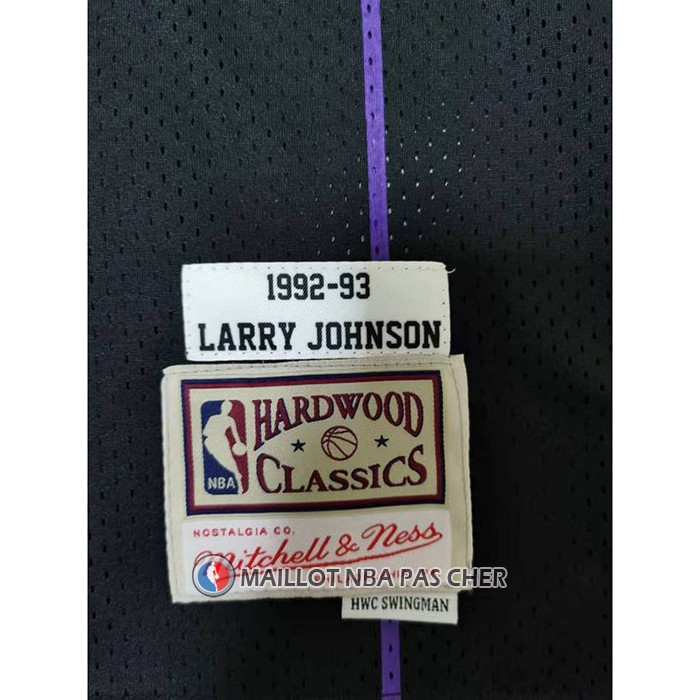 1992-93
LARRY JOHNSON
HARDWOOD
CLASSICS
NBA
NOSTALGIA CO.
Mitchell & Ness
MAILLOT NBA PAS CHER
HWC SWINGMAN